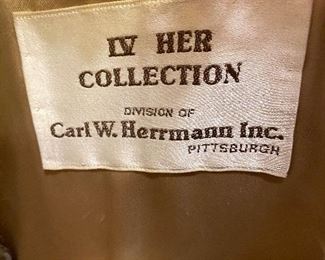 IV HER
COLLECTION
DIVISION OF
Carl W. Herrmann Inc.
PITTSBURGH